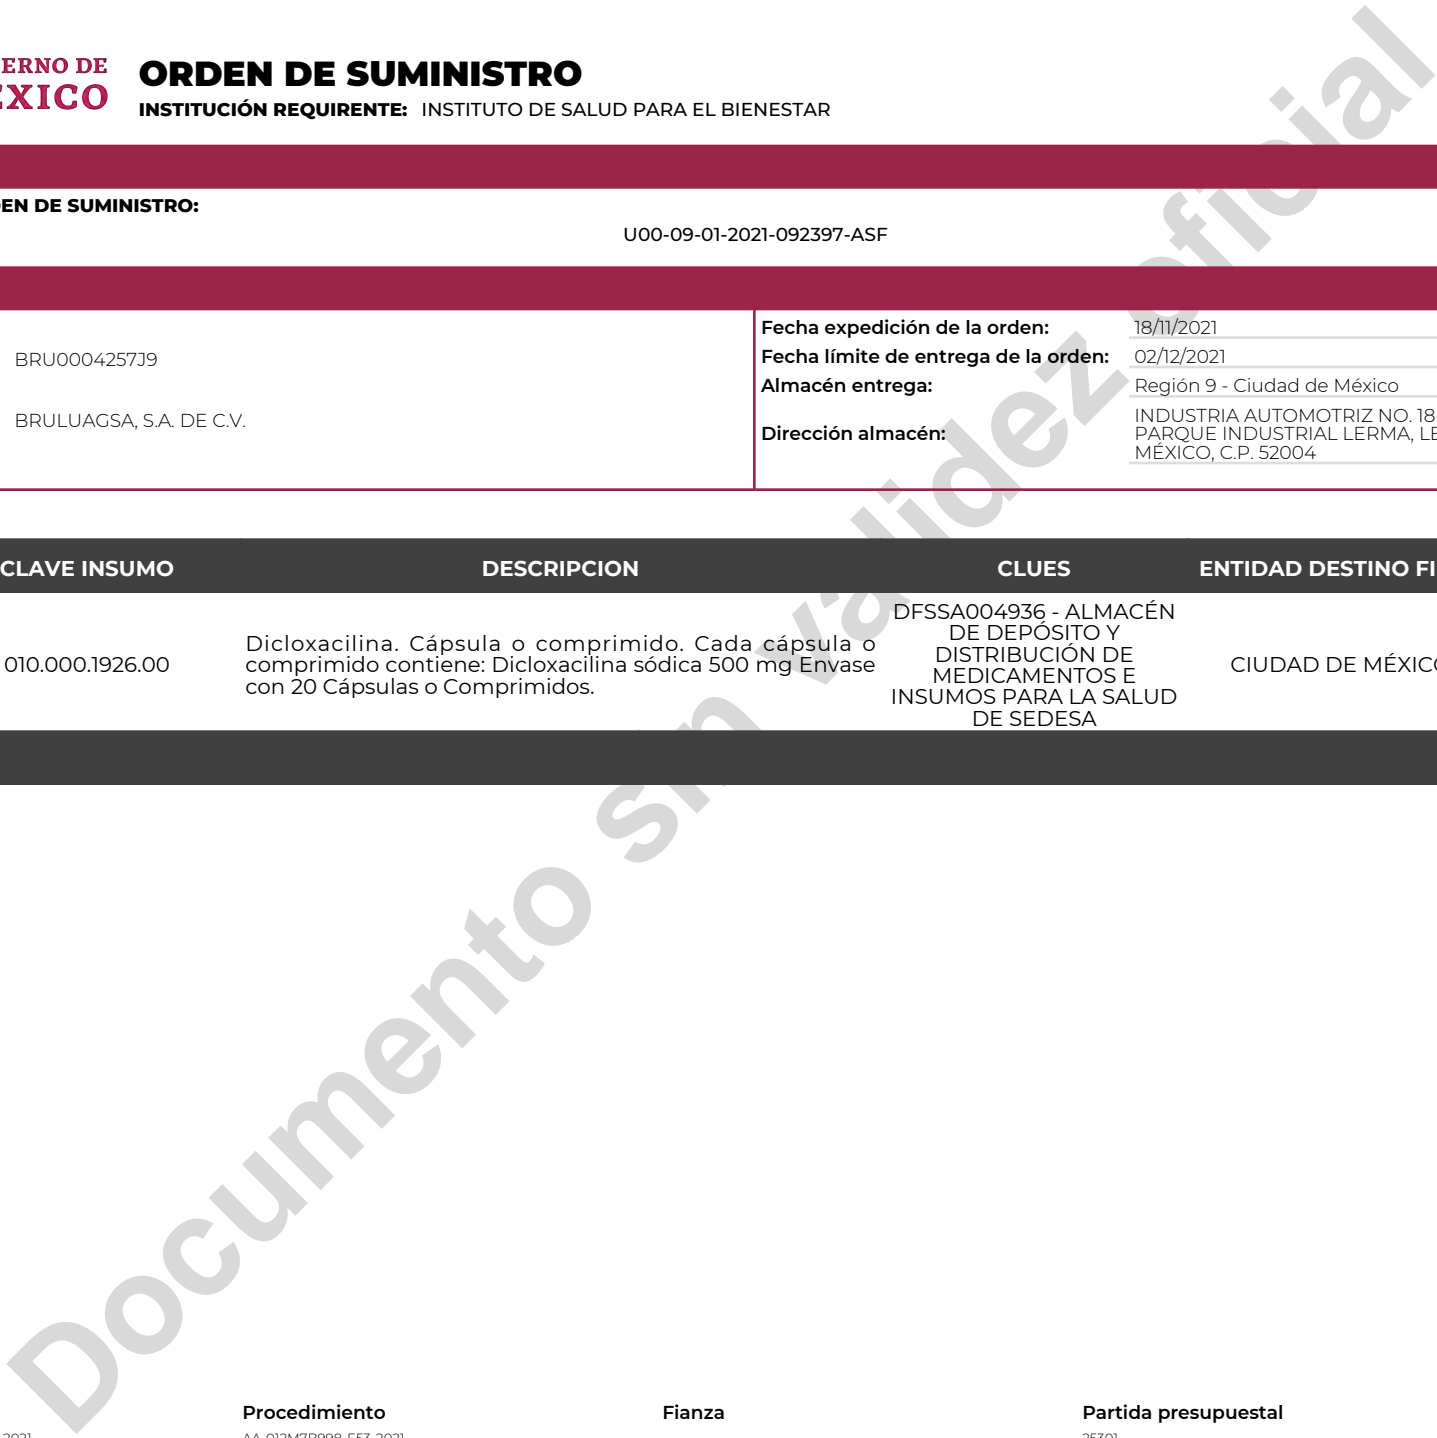 ERNO DE
EXICO
ORDEN DE SUMINISTRO
INSTITUCIÓN REQUIRENTE: INSTITUTO DE SALUD PARA EL BIENESTAR
EN DE SUMINISTRO:
U00-09-01-2021-092397-ASF
BRU0004257J9
BRULUAGSA, S.A. DE C.V.
Fecha expedición de la orden: 18/11/2021
Fecha límite de entrega de la orden: 02/12/2021
Almacén entrega: Región 9 - Ciudad de México
Dirección almacén:
INDUSTRIA AUTOMOTRIZ NO. 18
PARQUE INDUSTRIAL LERMA, LE
MÉXICO, C.P. 52004
CLAVE INSUMO DESCRIPCION CLUES ENTIDAD DESTINO FI
010.000.1926.00
Dicloxacilina. Cápsula o comprimido. Cada cápsula o
comprimido contiene: Dicloxacilina sódica 500 mg Envase
con 20 Cápsulas o Comprimidos.
DFSSA004936 - ALMACÉN
DE DEPÓSITO Y
DISTRIBUCIÓN DE
MEDICAMENTOS E
INSUMOS PARA LA SALUD
DE SEDESA
CIUDAD DE MÉXICO
Documento sin validez oficial
Procedimiento Fianza Partida presupuestal